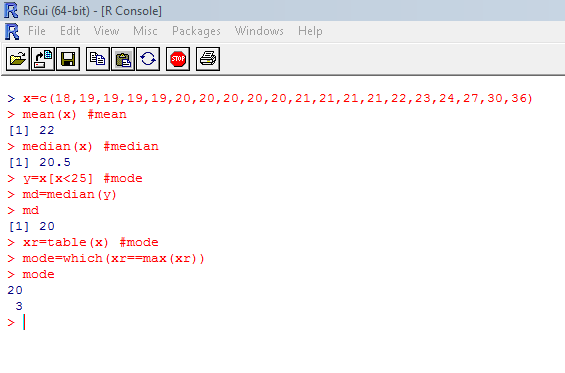 RGui (64-bit) - [R Console]
File Edit View Misc Packages Windows Help
STOP
> x=c(18,19,19,19,19,20,20,20,20,20,21,21,21,21,22,23,24,27,30,36)
> mean(x) #mean
[1] 22
> median(x) #median
[1] 20.5
> y=x[x<25] #mode
> md=median(y)
> md
[1] 20
> xr=table(x) #mode
> mode=which(xr==max(xr))
> mode
20
 3
>